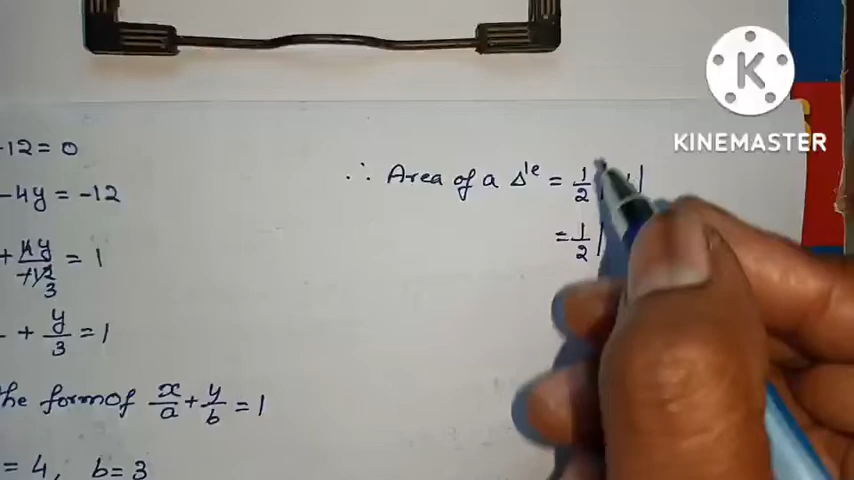 -12 = 0
-4y = -12
+ 4y/+12 3 = 1
- + y/3 = 1
the form of x/a + y/b = 1
= 4, b = 3
∴ Area of a Δle = 1/2 |
= 1/2 |
K
KINEMASTER